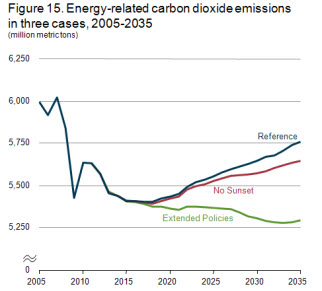 Figure 15. Energy-related carbon dioxide emissions
in three cases, 2005-2035
(million metric tons)
6,250
6,000
Reference
5,750
No Sunset
5,500
Extended Policies
5,250
0
2005 2010 2015 2020 2025 2030 2035